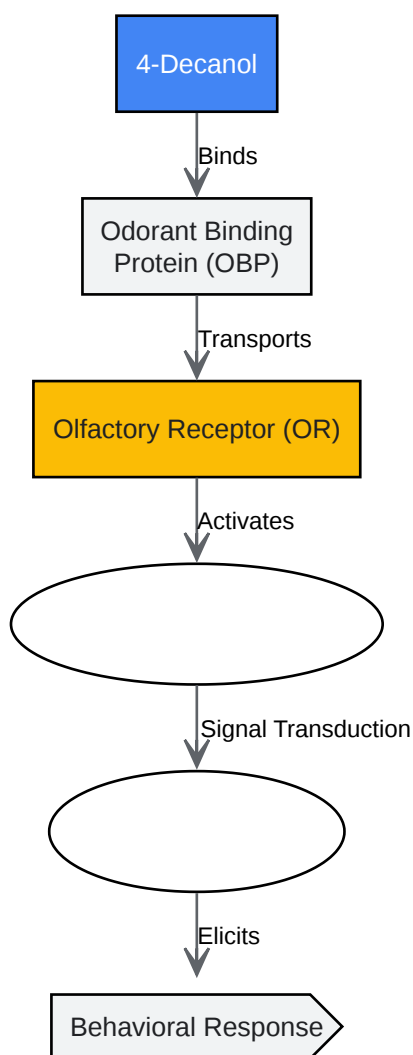 4-Decanol
Binds
Odorant Binding
Protein (OBP)
Transports
Olfactory Receptor (OR)
Activates
Signal Transduction
Elicits
Behavioral Response